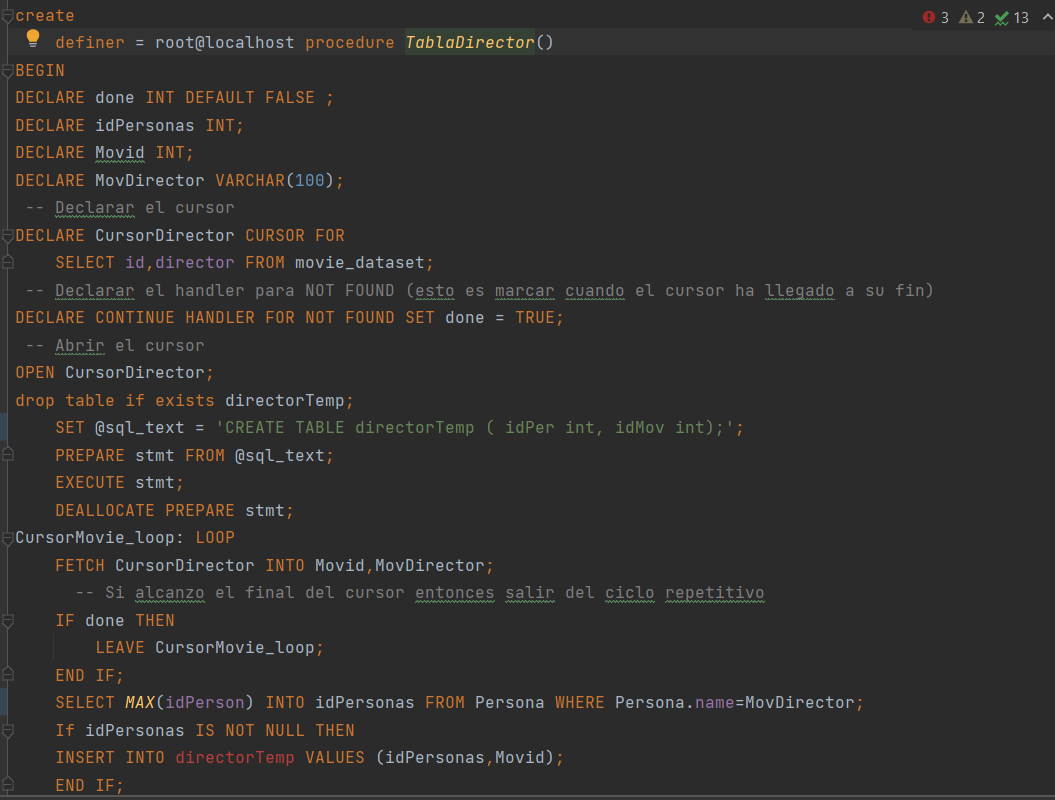 create
3 2 13
definer = root@localhost procedure TablaDirector()
BEGIN
DECLARE done INT DEFAULT FALSE ;
DECLARE idPersonas INT;
DECLARE Movid INT;
DECLARE MovDirector VARCHAR(100);
-- Declarar el cursor
DECLARE CursorDirector CURSOR FOR
SELECT id,director FROM movie_dataset;
-- Declarar el handler para NOT FOUND (esto es marcar cuando el cursor ha llegado a su fin)
DECLARE CONTINUE HANDLER FOR NOT FOUND SET done = TRUE;
-- Abrir el cursor
OPEN CursorDirector;
drop table if exists directorTemp;
SET @sql_text = 'CREATE TABLE directorTemp ( idPer int, idMov int);';
PREPARE stmt FROM @sql_text;
EXECUTE stmt;
DEALLOCATE PREPARE stmt;
CursorMovie_loop: LOOP
FETCH CursorDirector INTO Movid,MovDirector;
-- Si alcanzo el final del cursor entonces salir del ciclo repetitivo
IF done THEN
LEAVE CursorMovie_loop;
END IF;
SELECT MAX(idPerson) INTO idPersonas FROM Persona WHERE Persona.name=MovDirector;
If idPersonas IS NOT NULL THEN
INSERT INTO directorTemp VALUES (idPersonas,Movid);
END IF;